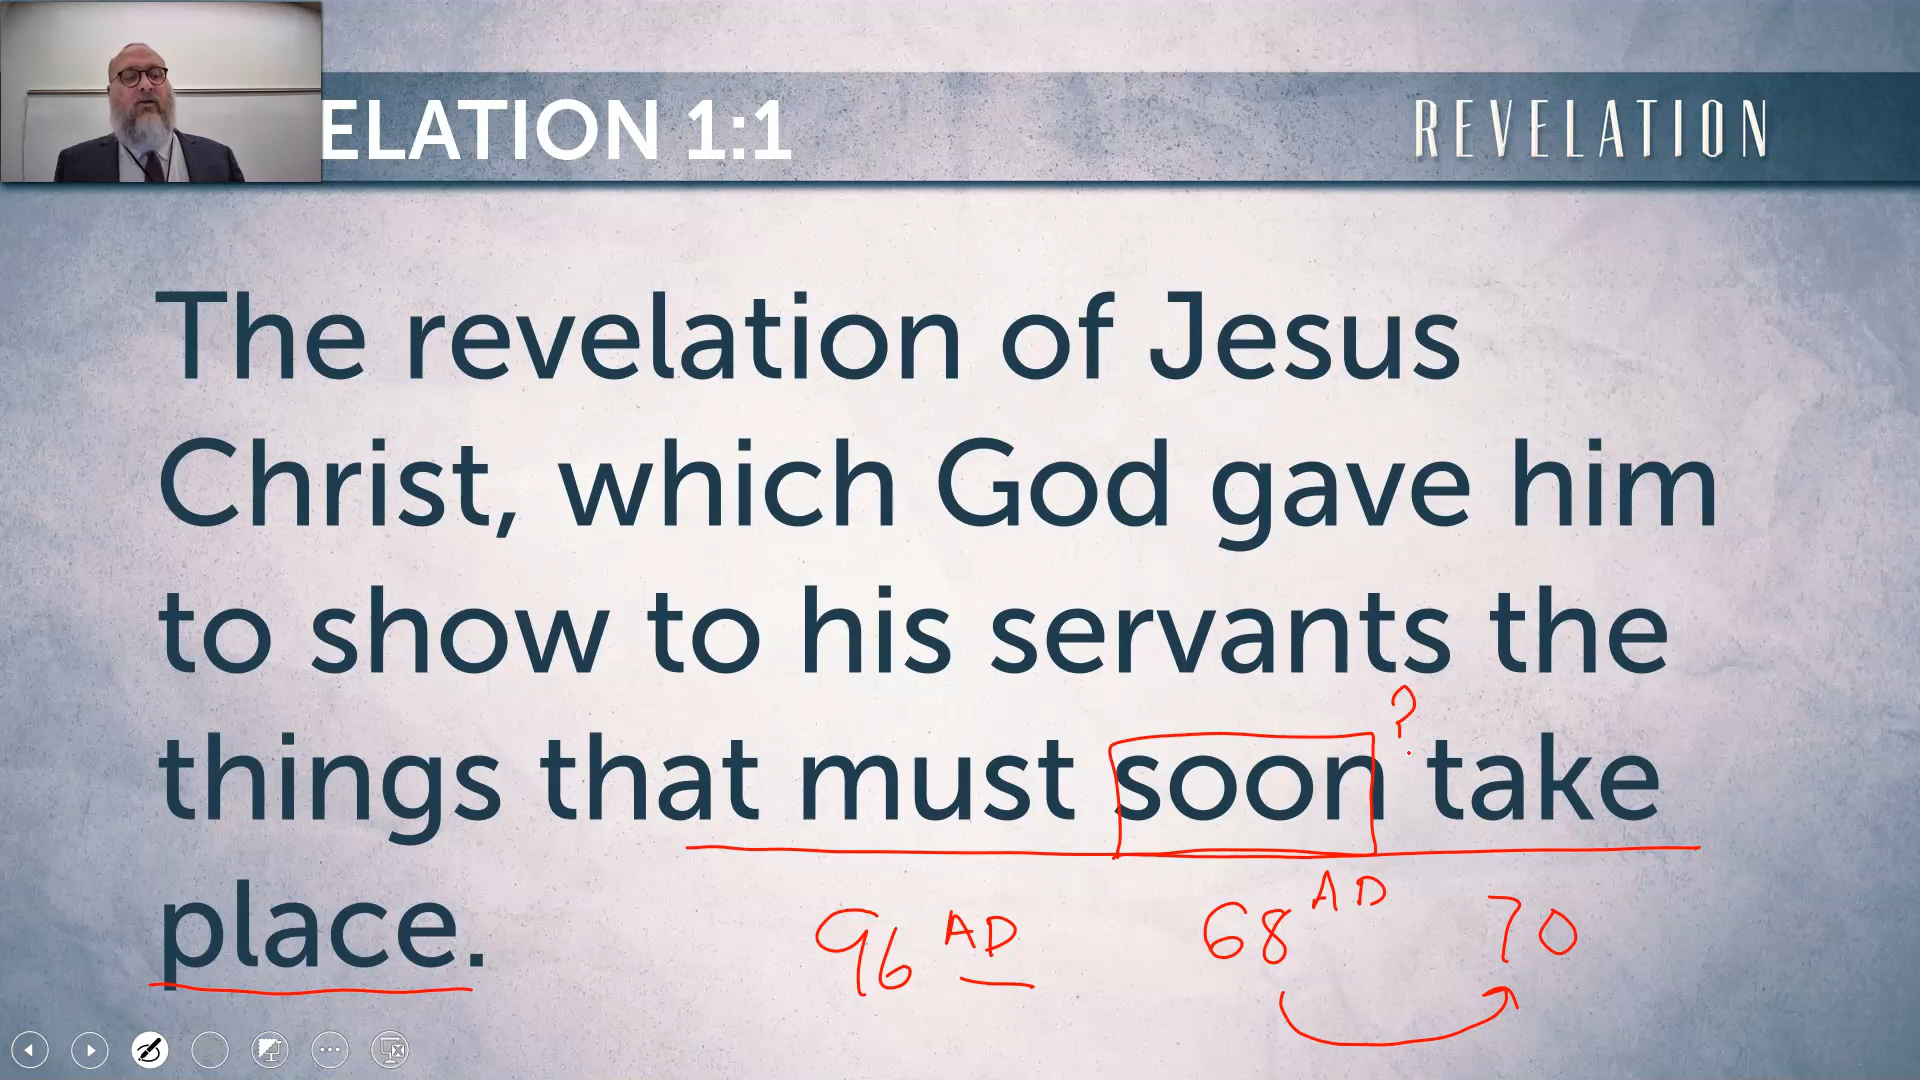 ELATION 1:1
REVELATION
The revelation of Jesus
Christ, which God gave him
to show to his servants the
?
things that must soon take
place.
96 AD
68 AD
70